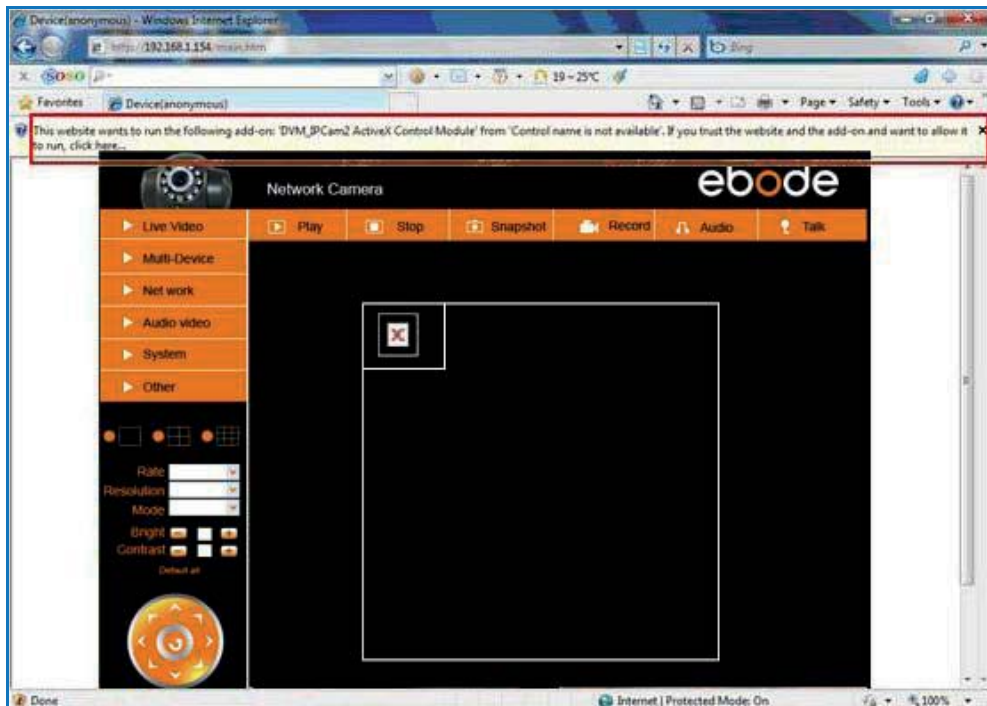 Device(anonymous) - Windows Internet Explorer
http://192.168.1.154/main.htm
Bing
SOSO
19~25℃
Favorites
Device(anonymous)
Page
Safety
Tools
This website wants to run the following add-on: 'DVM_IPCam2 ActiveX Control Module' from 'Control name is not available'. If you trust the website and the add-on and want to allow it
to run, click here...
Network Camera
ebode
Live Video
Play
Stop
Snapshot
Record
Audio
Talk
Multi-Device
Net work
Audio video
System
Other
Rate
Resolution
Mode
Bright
Contrast
Default all
Done
Internet | Protected Mode: On
100%